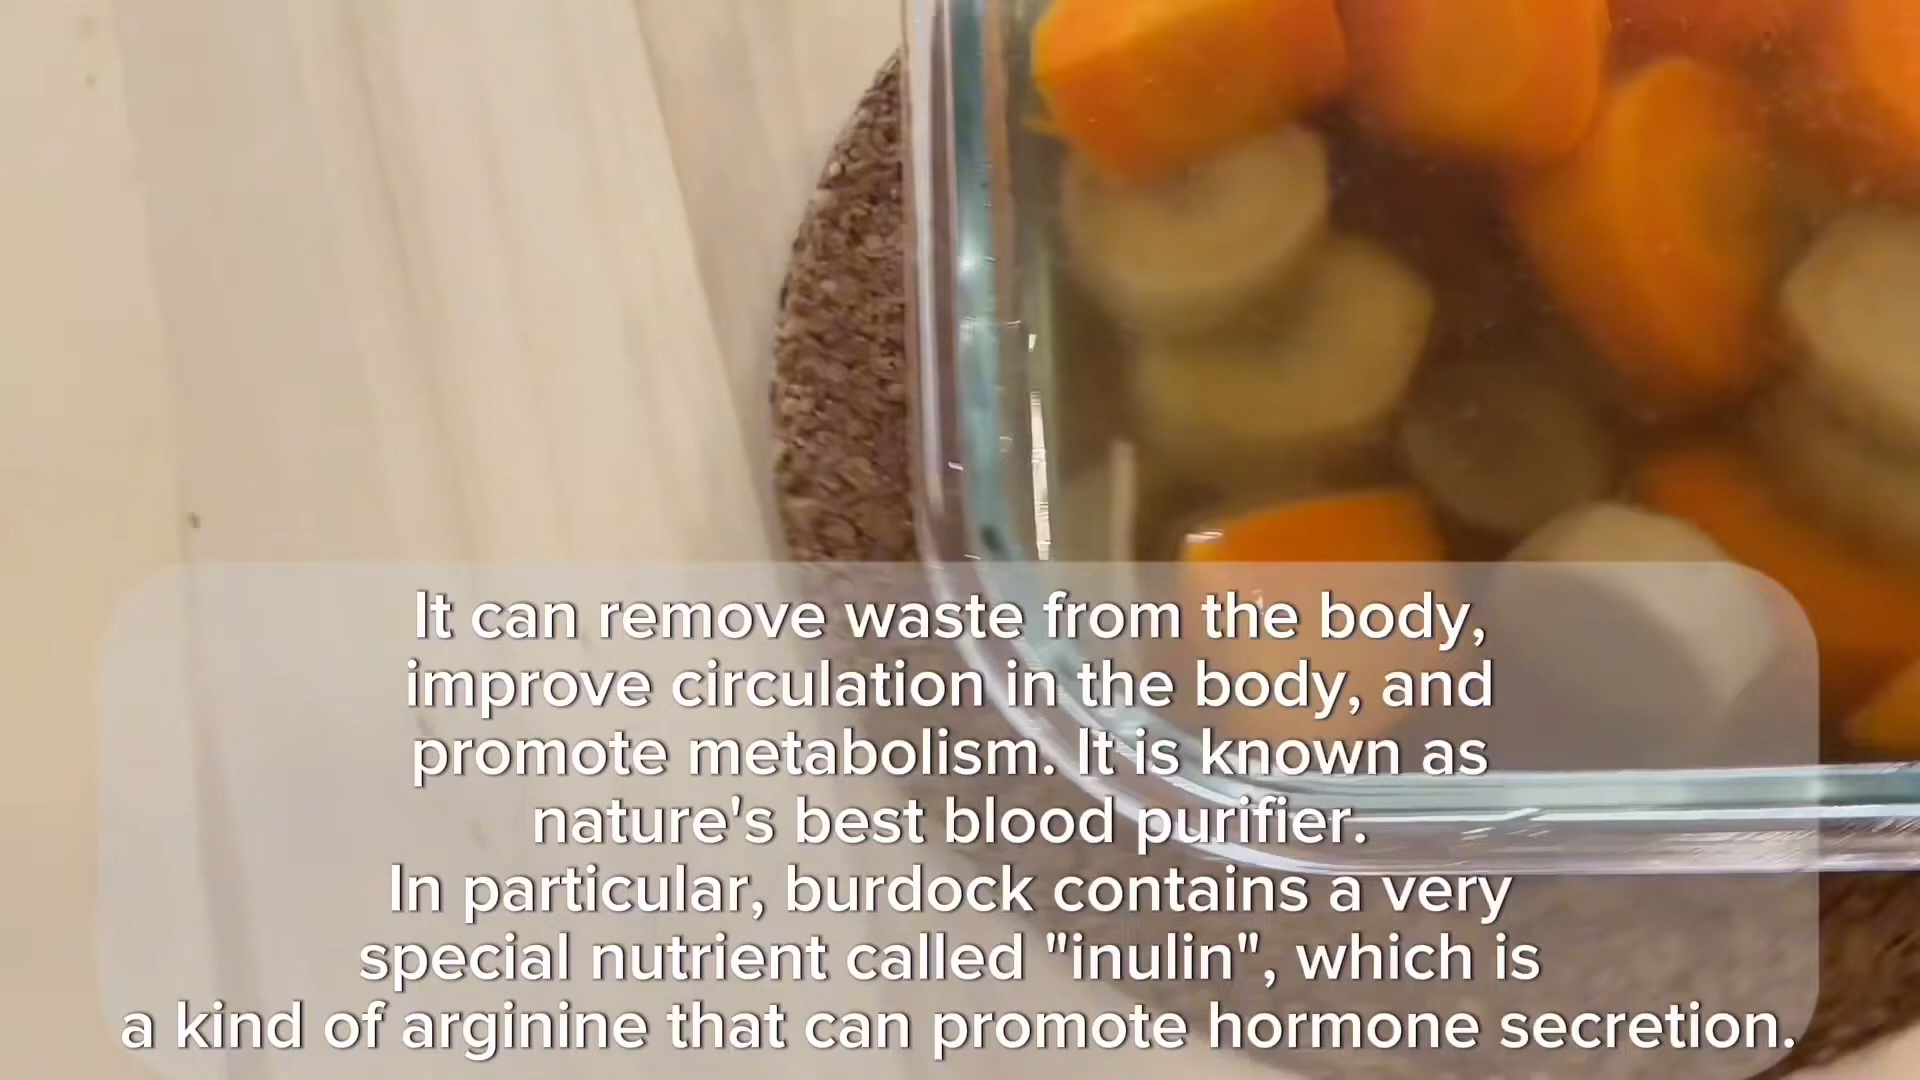 It can remove waste from the body,
improve circulation in the body, and
promote metabolism. It is known as
nature's best blood purifier.
In particular, burdock contains a very
special nutrient called "inulin", which is
a kind of arginine that can promote hormone secretion.